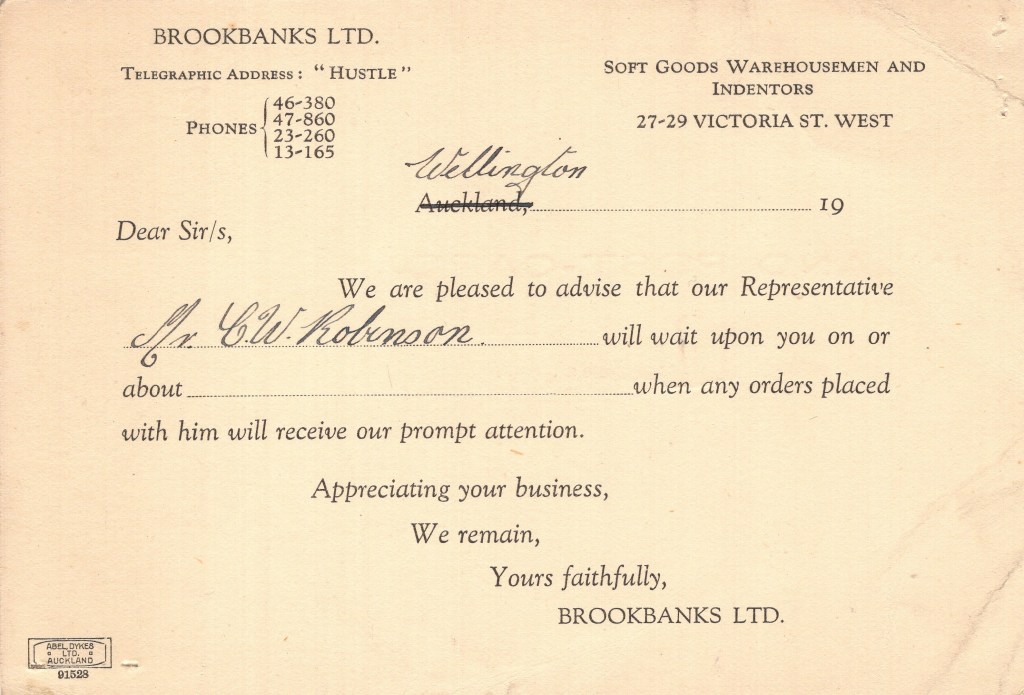 BROOKBANKS LTD.
TELEGRAPHIC ADDRESS: "HUSTLE"
PHONES { 46-380
47-860
23-260
13-165
SOFT GOODS WAREHOUSEMEN AND
INDENTORS
27-29 VICTORIA ST. WEST
Wellington
Auckland, 19
Dear Sir/s,
We are pleased to advise that our Representative
Mr. C.W. Robinson. will wait upon you on or
about when any orders placed
with him will receive our prompt attention.
Appreciating your business,
We remain,
Yours faithfully,
BROOKBANKS LTD.
ABEL, DYKES
LTD.
AUCKLAND
91528